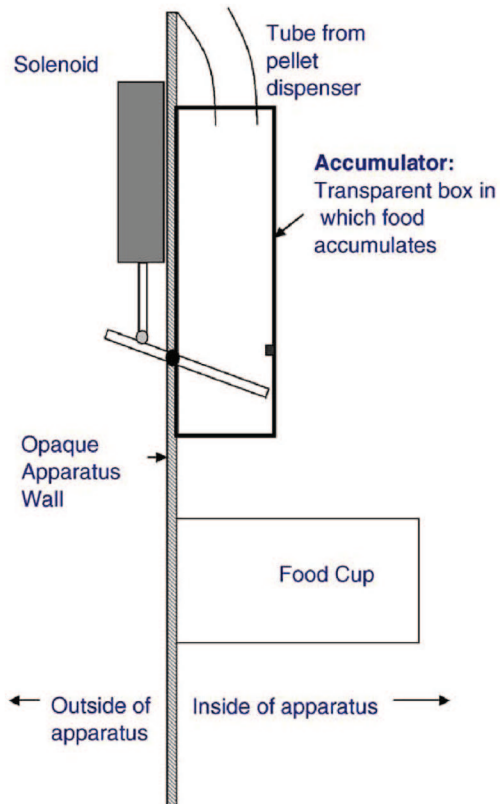 Solenoid
Tube from
pellet
dispenser
Accumulator:
Transparent box in
which food
accumulates
Opaque
Apparatus
Wall
Food Cup
Outside of
apparatus
Inside of apparatus